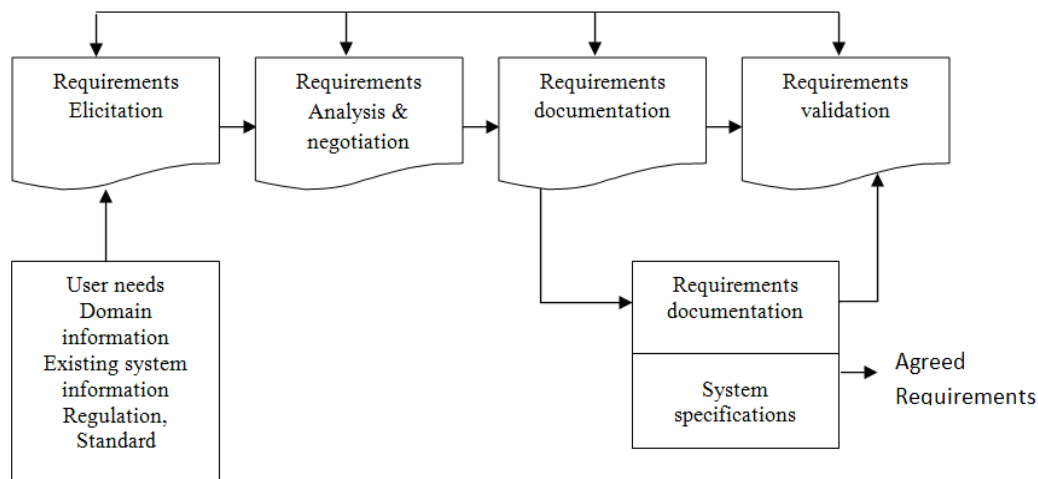 Requirements
Elicitation
Requirements
Analysis &
negotiation
Requirements
documentation
Requirements
validation
User needs
Domain
information
Existing system
information
Regulation,
Standard
Requirements
documentation
System
specifications
Agreed
Requirements